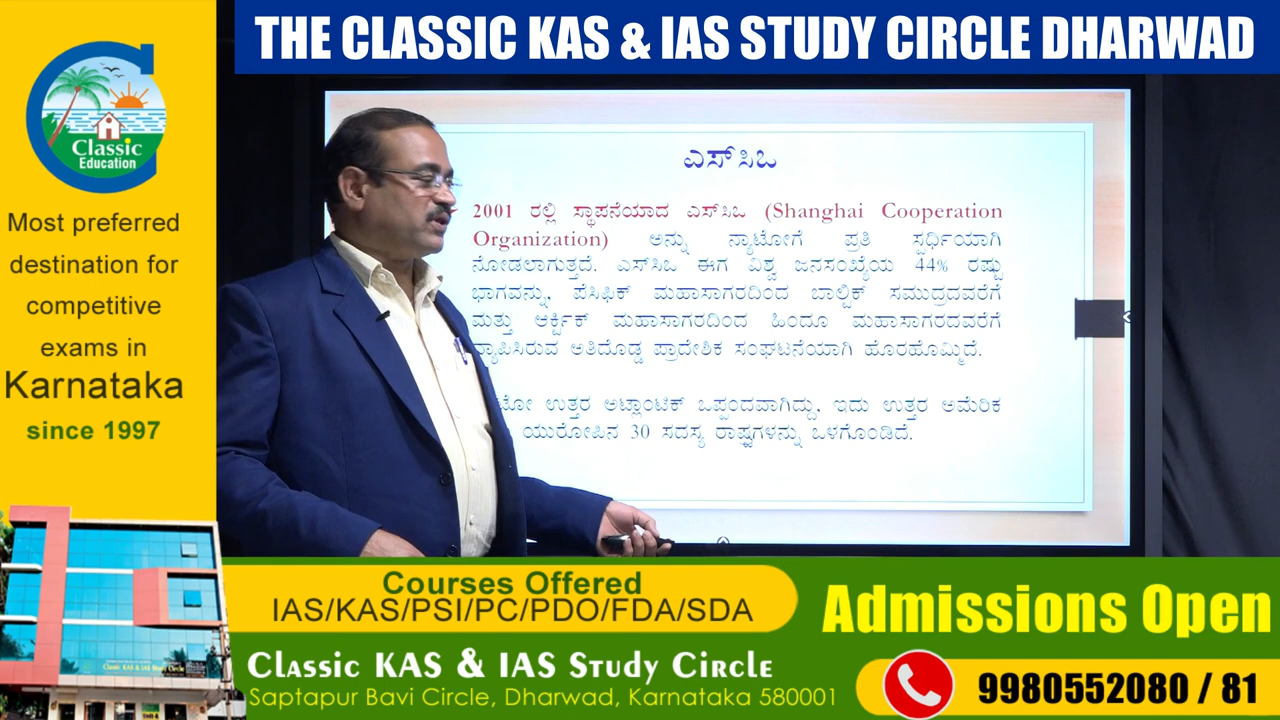 THE CLASSIC KAS & IAS STUDY CIRCLE DHARWAD
Classic
Education
Most preferred
destination for
competitive
exams in
Karnataka
since 1997
ಎಸ್‌ಸಿಒ
2001 ರಲ್ಲಿ ಸ್ಥಾಪನೆಯಾದ ಎಸ್‌ಸಿಒ (Shanghai Cooperation
Organization) ಅನ್ನು ನ್ಯಾಟೋಗೆ ಪ್ರತಿ ಸ್ಪರ್ಧಿಯಾಗಿ
ನೋಡಲಾಗುತ್ತದೆ. ಎಸ್‌ಸಿಒ ಈಗ ವಿಶ್ವ ಜನಸಂಖ್ಯೆಯ 44% ರಷ್ಟು
ಭಾಗವನ್ನು, ಪೆಸಿಫಿಕ್ ಮಹಾಸಾಗರದಿಂದ ಬಾಲ್ಟಿಕ್ ಸಮುದ್ರದವರೆಗೆ
ಮತ್ತು ಆರ್ಕ್ಟಿಕ್ ಮಹಾಸಾಗರದಿಂದ ಹಿಂದೂ ಮಹಾಸಾಗರದವರೆಗೆ
ವ್ಯಾಪಿಸಿರುವ ಅತಿದೊಡ್ಡ ಪ್ರಾದೇಶಿಕ ಸಂಘಟನೆಯಾಗಿ ಹೊರಹೊಮ್ಮಿದೆ.
ಉತ್ತರ ಅಟ್ಲಾಂಟಿಕ್ ಒಪ್ಪಂದವಾಗಿದ್ದು, ಇದು ಉತ್ತರ ಅಮೆರಿಕ
ಯುರೋಪಿನ 30 ಸದಸ್ಯ ರಾಷ್ಟ್ರಗಳನ್ನು ಒಳಗೊಂಡಿದೆ.
Courses Offered
IAS/KAS/PSI/PC/PDO/FDA/SDA
Admissions Open
Classic KAS & IAS Study Circle
Saptapur Bavi Circle, Dharwad, Karnataka 580001
9980552080 / 81